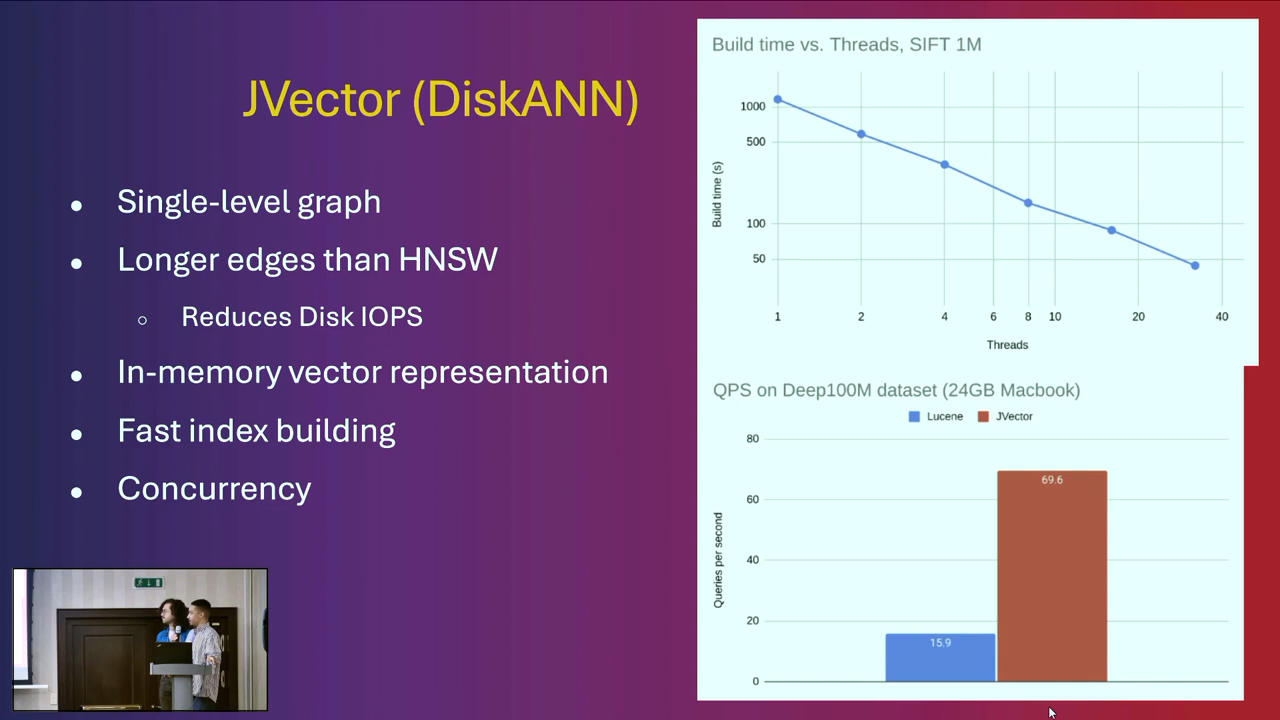 JVector (DiskANN)
Single-level graph
Longer edges than HNSW
Reduces Disk IOPS
In-memory vector representation
Fast index building
Concurrency
Build time vs. Threads, SIFT 1M
Build time (s)
1000
500
100
50
1 2 4 6 8 10 20 40
Threads
QPS on Deep100M dataset (24GB Macbook)
Lucene JVector
Queries per second
80
60
40
20
0
69.6
15.9